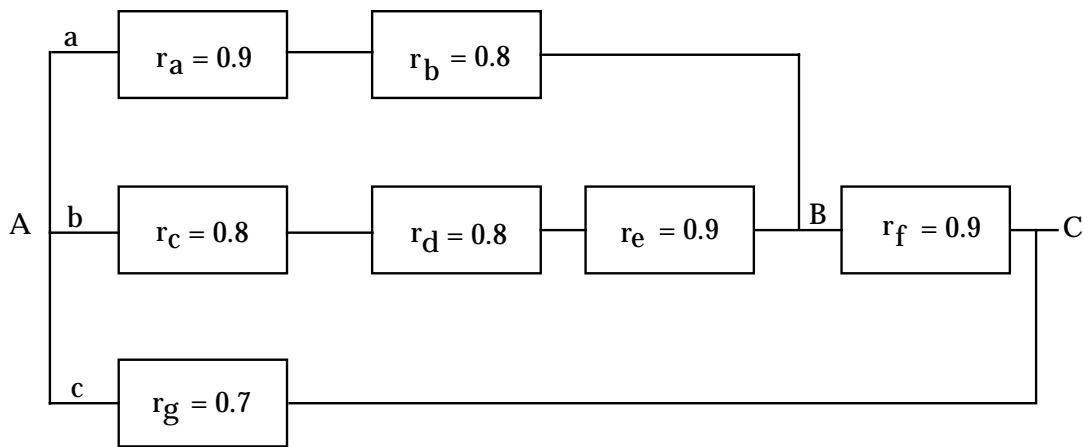 a
r_a = 0.9
r_b = 0.8
A
b
r_c = 0.8
r_d = 0.8
r_e = 0.9
B
r_f = 0.9
C
c
r_g = 0.7